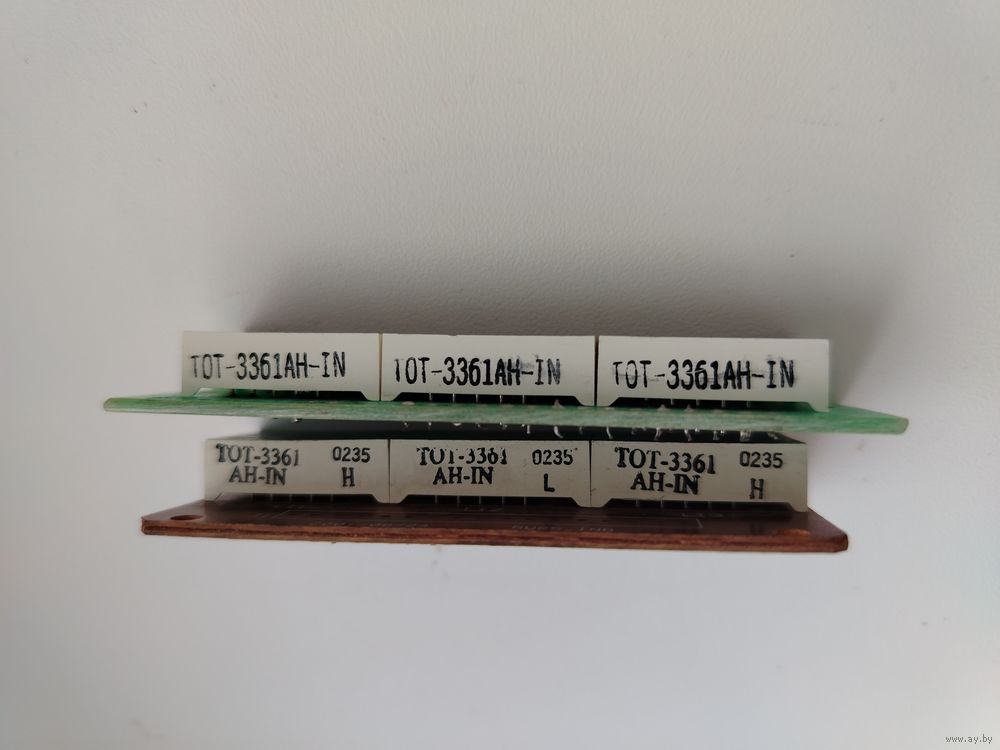 TOT-3361AH-IN TOT-3361AH-IN TOT-3361AH-IN
TOT-3361 0235 TOT-3361 0235 TOT-3361 0235
AH-IN H AH-IN L AH-IN H
www.ay.by